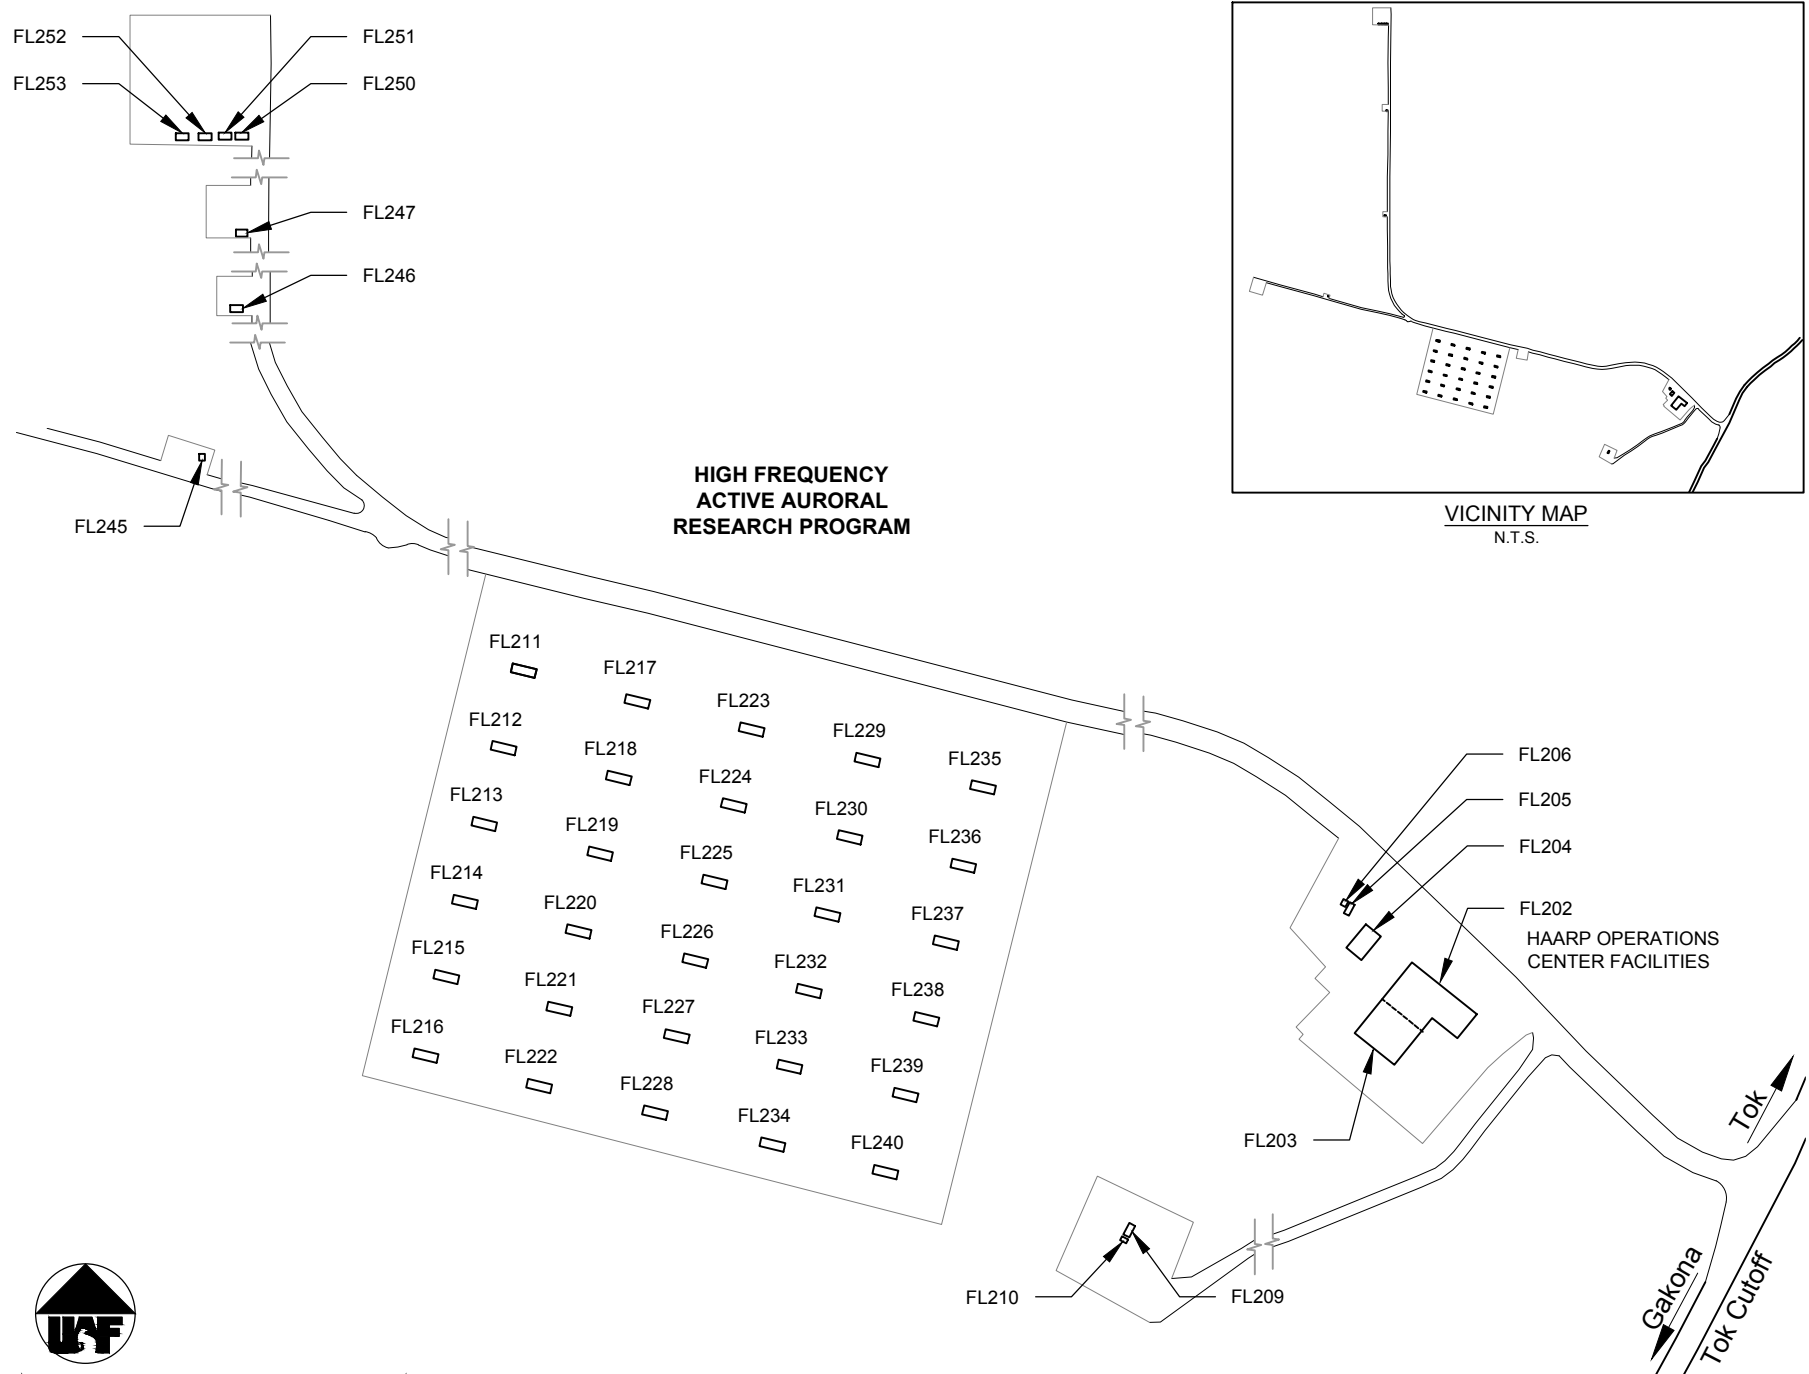 FL252
FL251
FL253
FL250
FL247
FL246
FL245
HIGH FREQUENCY
ACTIVE AURORAL
RESEARCH PROGRAM
VICINITY MAP
N.T.S.
FL211
FL217
FL223
FL229
FL235
FL212
FL218
FL224
FL230
FL236
FL213
FL219
FL225
FL231
FL237
FL214
FL220
FL226
FL232
FL238
FL215
FL221
FL227
FL233
FL239
FL216
FL222
FL228
FL234
FL240
FL206
FL205
FL204
FL202
HAARP OPERATIONS
CENTER FACILITIES
FL203
FL210
FL209
Tok
Gakona
Tok Cutoff
UAF